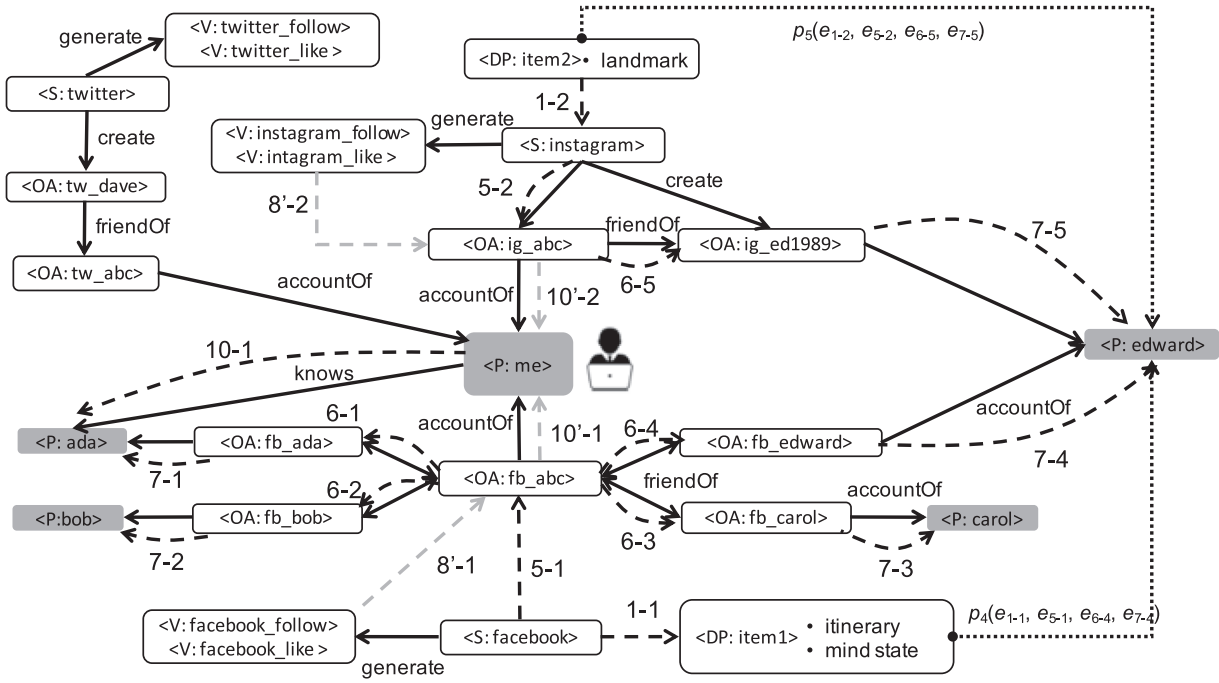 <V: twitter_follow>
<V: twitter_like >
generate
<S: twitter>
create
<OA: tw_dave>
friendOf
<OA: tw_abc>
accountOf
<DP: item2>• landmark
p5(e1-2, e5-2, e6-5, e7-5)
1-2
generate
<V: instagram_follow>
<V: intagram_like >
<S: instagram>
create
5-2
8’-2
<OA: ig_abc>
friendOf
<OA: ig_ed1989>
7-5
6-5
accountOf
10’-2
10-1
knows
<P: me>
<P: edward>
<P: ada>
6-1
<OA: fb_ada>
accountOf
10’-1
6-4
<OA: fb_edward>
accountOf
7-4
7-1
<OA: fb_abc>
friendOf
6-2
<P:bob>
<OA: fb_bob>
<OA: fb_carol>
accountOf
<P: carol>
7-2
6-3
7-3
8’-1
5-1
1-1
<V: facebook_follow>
<V: facebook_like >
generate
<S: facebook>
<DP: item1>
• itinerary
• mind state
p4(e1-1, e5-1, e6-4, e7-4)